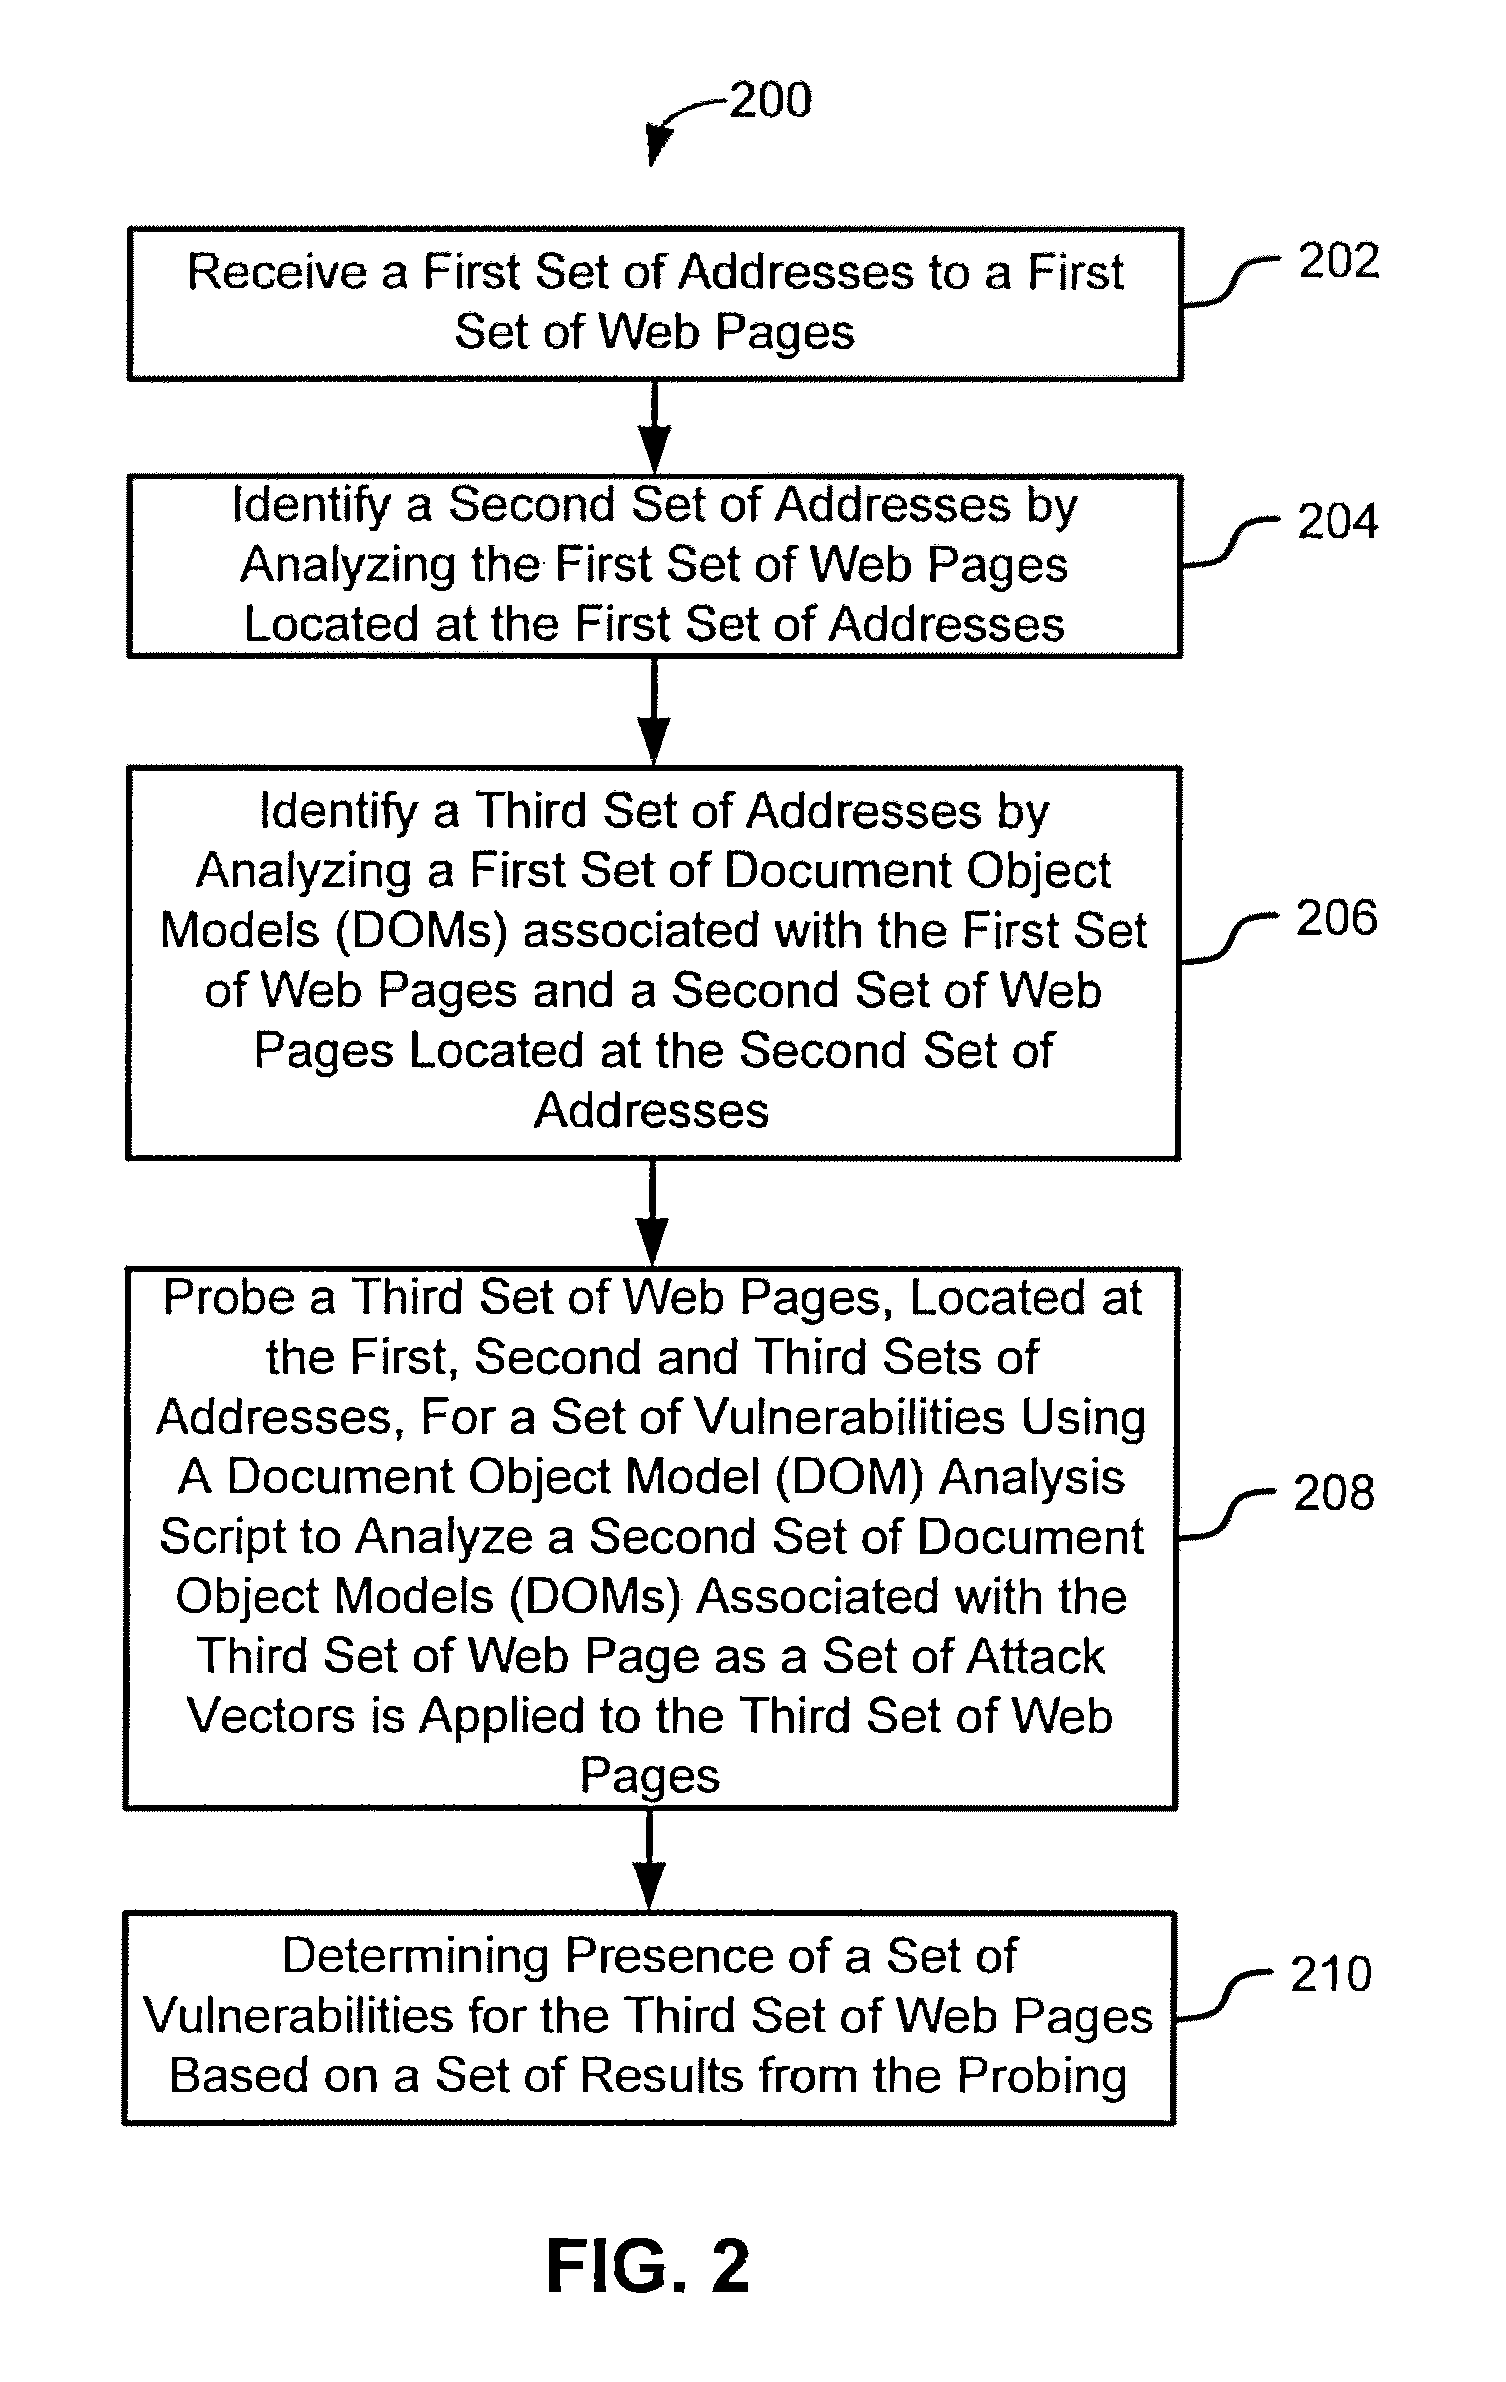 200
Receive a First Set of Addresses to a First
Set of Web Pages
202
Identify a Second Set of Addresses by
Analyzing the First Set of Web Pages
Located at the First Set of Addresses
204
Identify a Third Set of Addresses by
Analyzing a First Set of Document Object
Models (DOMs) associated with the First Set
of Web Pages and a Second Set of Web
Pages Located at the Second Set of
Addresses
206
Probe a Third Set of Web Pages, Located at
the First, Second and Third Sets of
Addresses, For a Set of Vulnerabilities Using
A Document Object Model (DOM) Analysis
Script to Analyze a Second Set of Document
Object Models (DOMs) Associated with the
Third Set of Web Page as a Set of Attack
Vectors is Applied to the Third Set of Web
Pages
208
Determining Presence of a Set of
Vulnerabilities for the Third Set of Web Pages
Based on a Set of Results from the Probing
210
FIG. 2